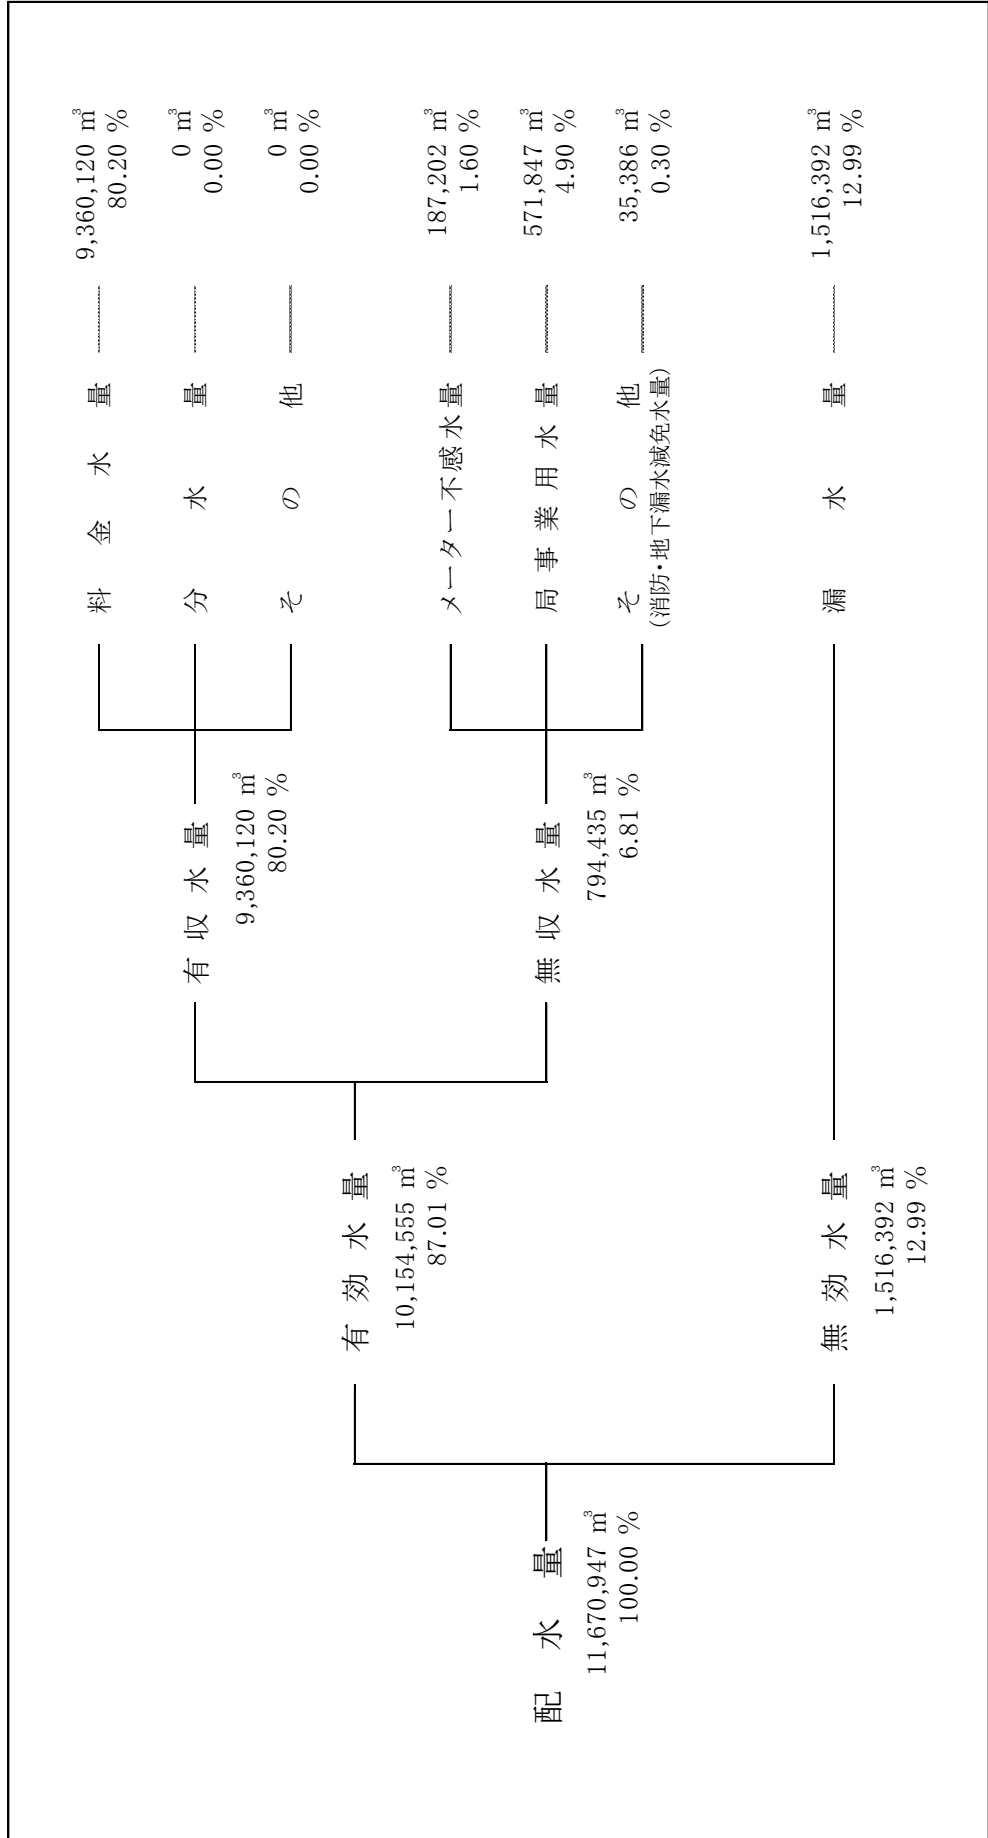 配水量
11,670,947 ㎥
100.00 %
有効水量
10,154,555 ㎥
87.01 %
有収水量
9,360,120 ㎥
80.20 %
料金水量 9,360,120 ㎥
80.20 %
分水量 0 ㎥
0.00 %
その他 0 ㎥
0.00 %
無収水量
794,435 ㎥
6.81 %
メーター不感水量 187,202 ㎥
1.60 %
局事業用水量 571,847 ㎥
4.90 %
その他 35,386 ㎥
(消防・地下漏水減免水量) 0.30 %
無効水量
1,516,392 ㎥
12.99 %
漏水量 1,516,392 ㎥
12.99 %